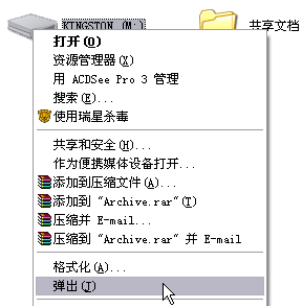 KINGSTON (M:)
共享文档
打开(O)
资源管理器(X)
用 ACDSee Pro 3 管理
搜索(E)...
使用瑞星杀毒
共享和安全(H)...
作为便携媒体设备打开...
添加到压缩文件(A)...
添加到 "Archive.rar"(T)
压缩并 E-mail...
压缩到 "Archive.rar" 并 E-mail
格式化(A)...
弹出(J)